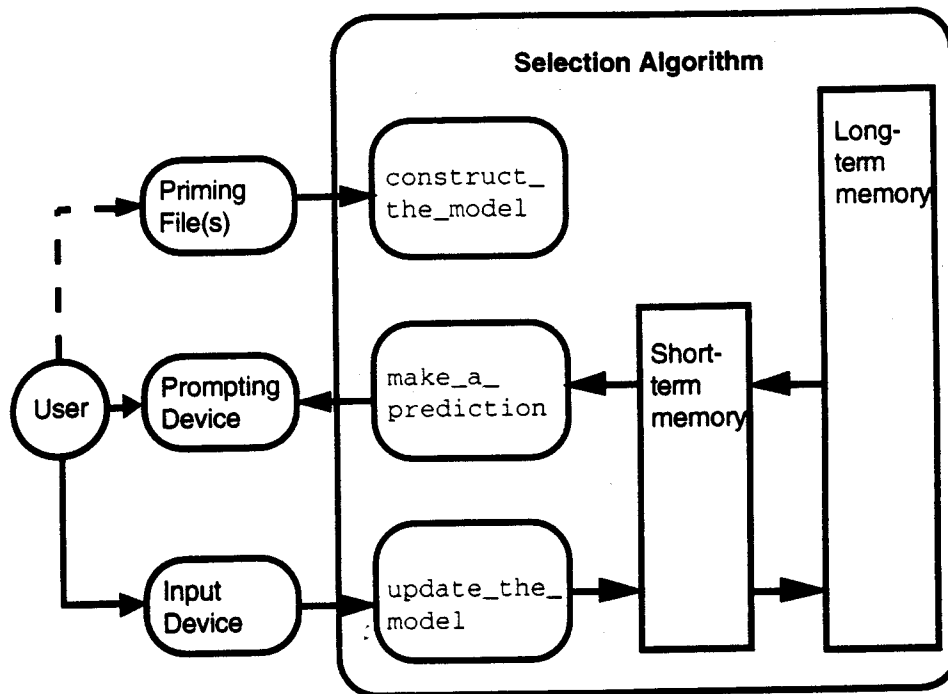 Selection Algorithm
Priming
File(s)
construct_
the_model
Long-
term
memory
User
Prompting
Device
make_a_
prediction
Short-
term
memory
Input
Device
update_the_
model